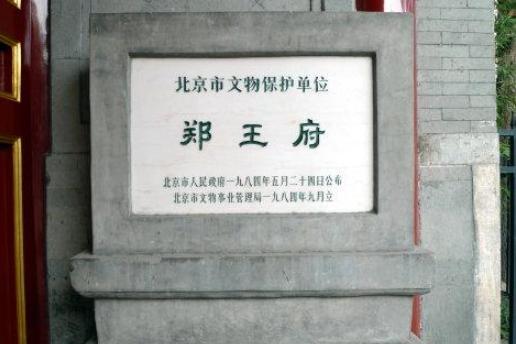 北京市文物保护单位
郑王府
北京市人民政府一九八四年五月二十四日公布
北京市文物事业管理局一九八四年九月立